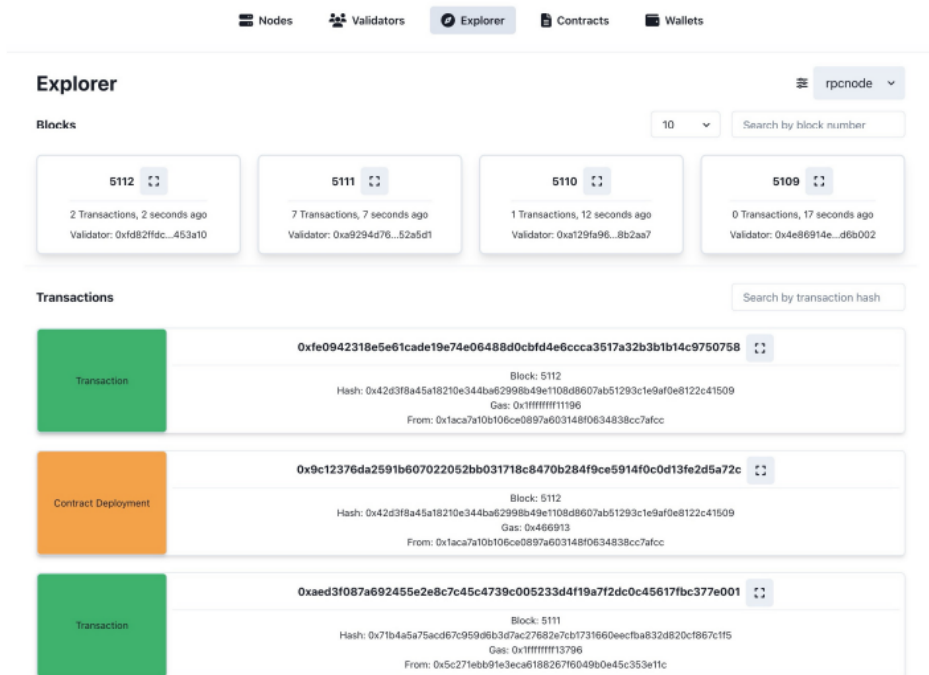 Nodes Validators Explorer Contracts Wallets
Explorer
rpcnode
Blocks
10
Search by block number
5112
2 Transactions, 2 seconds ago
Validator: 0xfd82ffdc...453a10
5111
7 Transactions, 7 seconds ago
Validator: 0xa9294d76...52a5d1
5110
1 Transactions, 12 seconds ago
Validator: 0xa129fa96...8b2aa7
5109
0 Transactions, 17 seconds ago
Validator: 0x4e86914e...d6b002
Transactions
Search by transaction hash
Transaction
0xfe0942318e5e61cade19e74e06488d0cbfd4e6ccca3517a32b3b1b14c9750758
Block: 5112
Hash: 0x42d3f8a45a18210e344ba62998b49e1108d8607ab51293c1e9af0e8122c41509
Gas: 0x1ffffffff11196
From: 0x1aca7a10b106ce0897a603148f0634838cc7afcc
Contract Deployment
0x9c12376da2591b607022052bb031718c8470b284f9ce5914f0c0d13fe2d5a72c
Block: 5112
Hash: 0x42d3f8a45a18210e344ba62998b49e1108d8607ab51293c1e9af0e8122c41509
Gas: 0x466913
From: 0x1aca7a10b106ce0897a603148f0634838cc7afcc
Transaction
0xaed3f087a692455e2e8c7c45c4739c005233d4f19a7f2dc0c45617fbc377e001
Block: 5111
Hash: 0x71b4a5a75acd67c959d6b3d7ac27682e7cb1731660eecfba832d820cf867c1f5
Gas: 0x1ffffffff13796
From: 0x5c271ebb91e3eca6188267f6049b0e45c353e11c